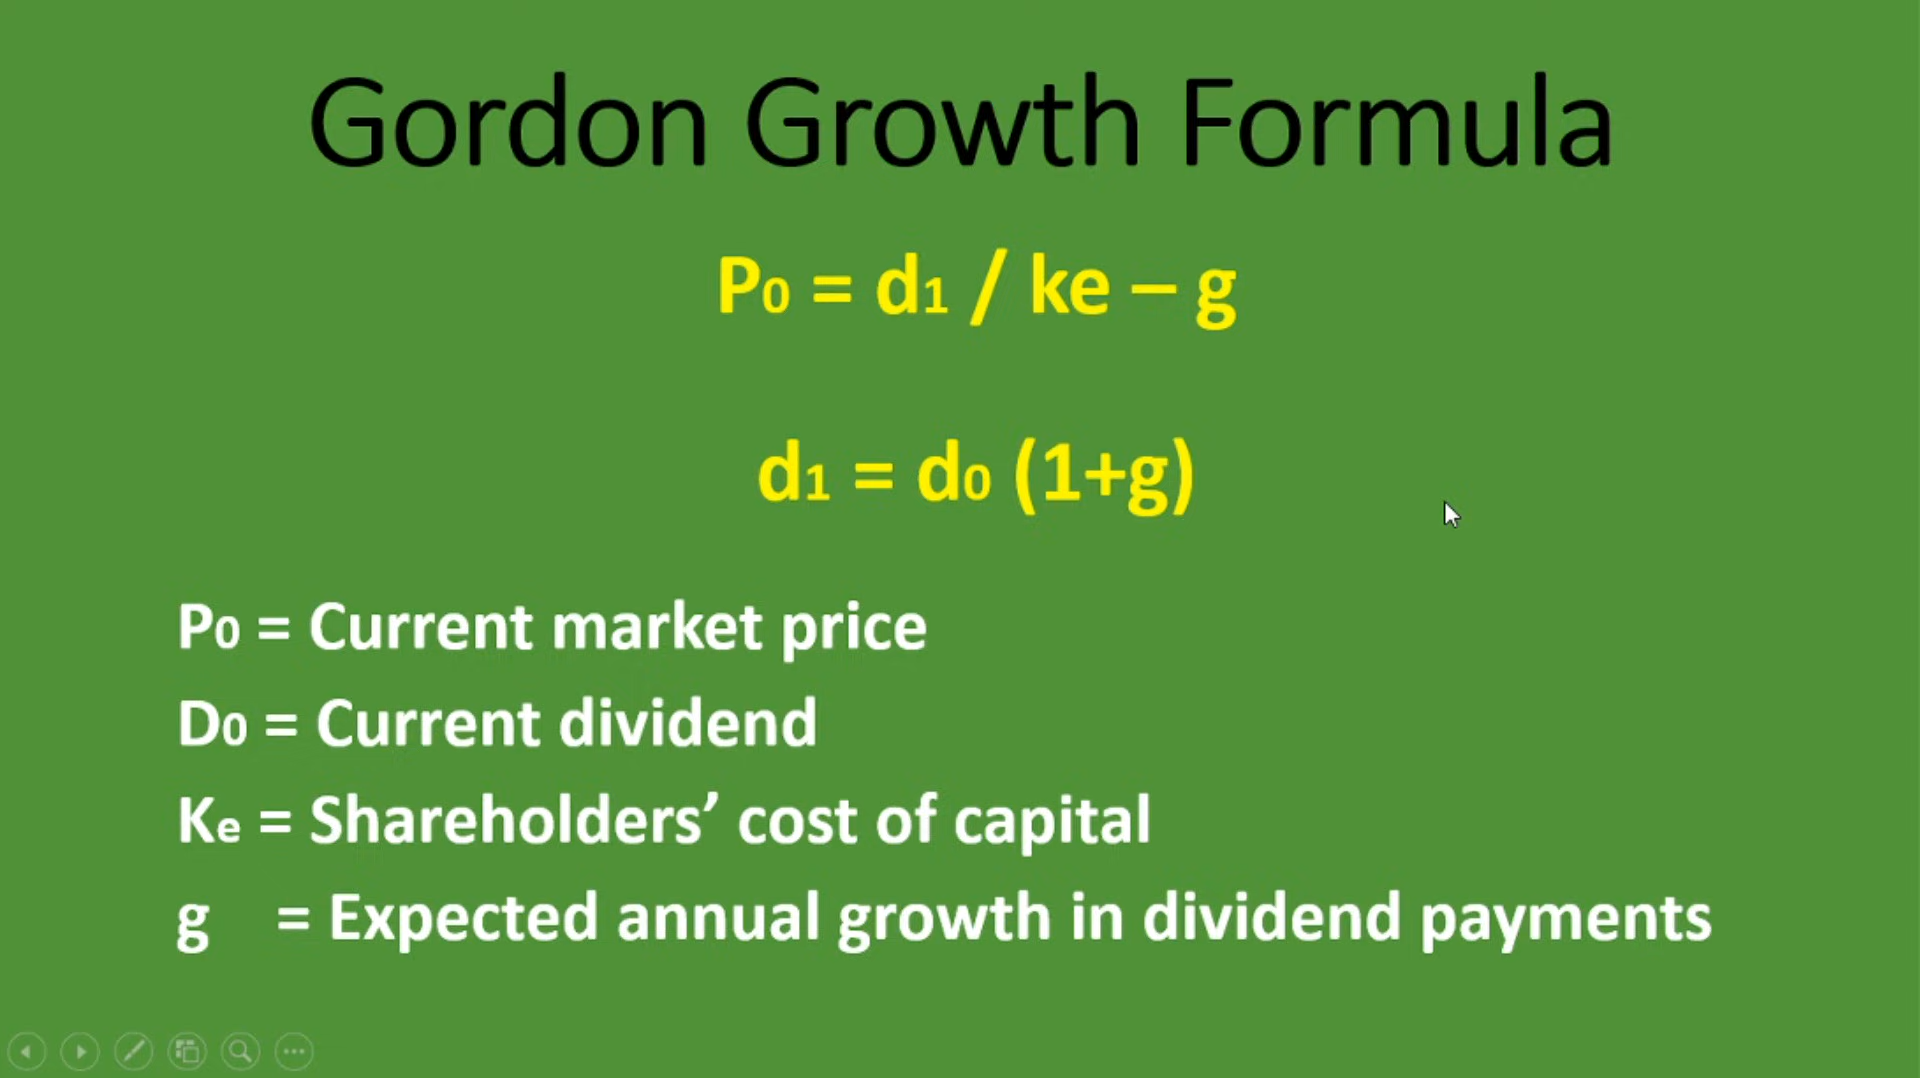 Gordon Growth Formula
P0 = d1 / ke – g
d1 = d0 (1+g)
P0 = Current market price
D0 = Current dividend
Ke = Shareholders’ cost of capital
g = Expected annual growth in dividend payments